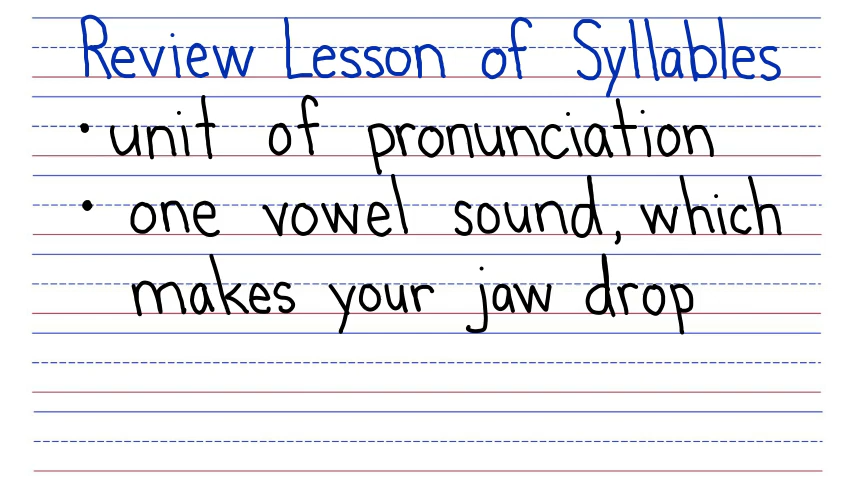 Review Lesson of Syllables
• unit of pronunciation
• one vowel sound, which
makes your jaw drop